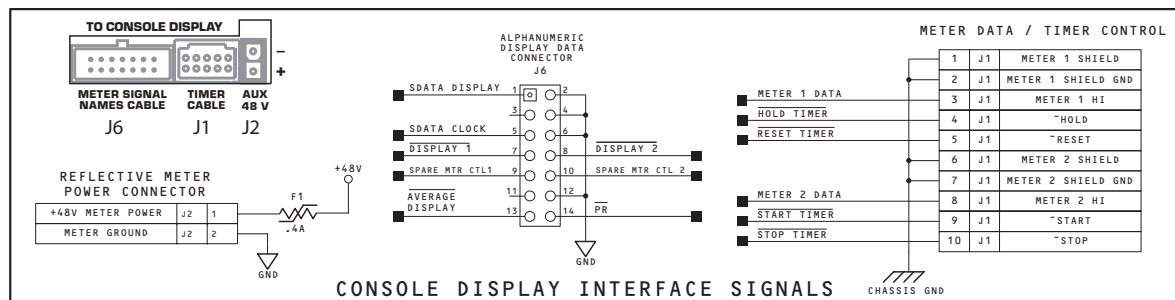 TO CONSOLE DISPLAY
–
+
METER SIGNAL NAMES CABLE
TIMER CABLE
AUX 48 V
J6
J1
J2
REFLECTIVE METER
POWER CONNECTOR
+48V METER POWER J2 1
METER GROUND J2 2
F1
.4A
+48V
GND
ALPHANUMERIC
DISPLAY DATA
CONNECTOR
J6
SDATA DISPLAY 1 2
3 4
SDATA CLOCK 5 6
DISPLAY 1 7 8 DISPLAY 2
SPARE MTR CTL1 9 10 SPARE MTR CTL 2
11 12
AVERAGE
DISPLAY 13 14 PR
GND
METER DATA / TIMER CONTROL
1 J1 METER 1 SHIELD
2 J1 METER 1 SHIELD GND
METER 1 DATA 3 J1 METER 1 HI
HOLD TIMER 4 J1 ~HOLD
RESET TIMER 5 J1 ~RESET
6 J1 METER 2 SHIELD
7 J1 METER 2 SHIELD GND
METER 2 DATA 8 J1 METER 2 HI
START TIMER 9 J1 ~START
STOP TIMER 10 J1 ~STOP
CHASSIS GND
CONSOLE DISPLAY INTERFACE SIGNALS